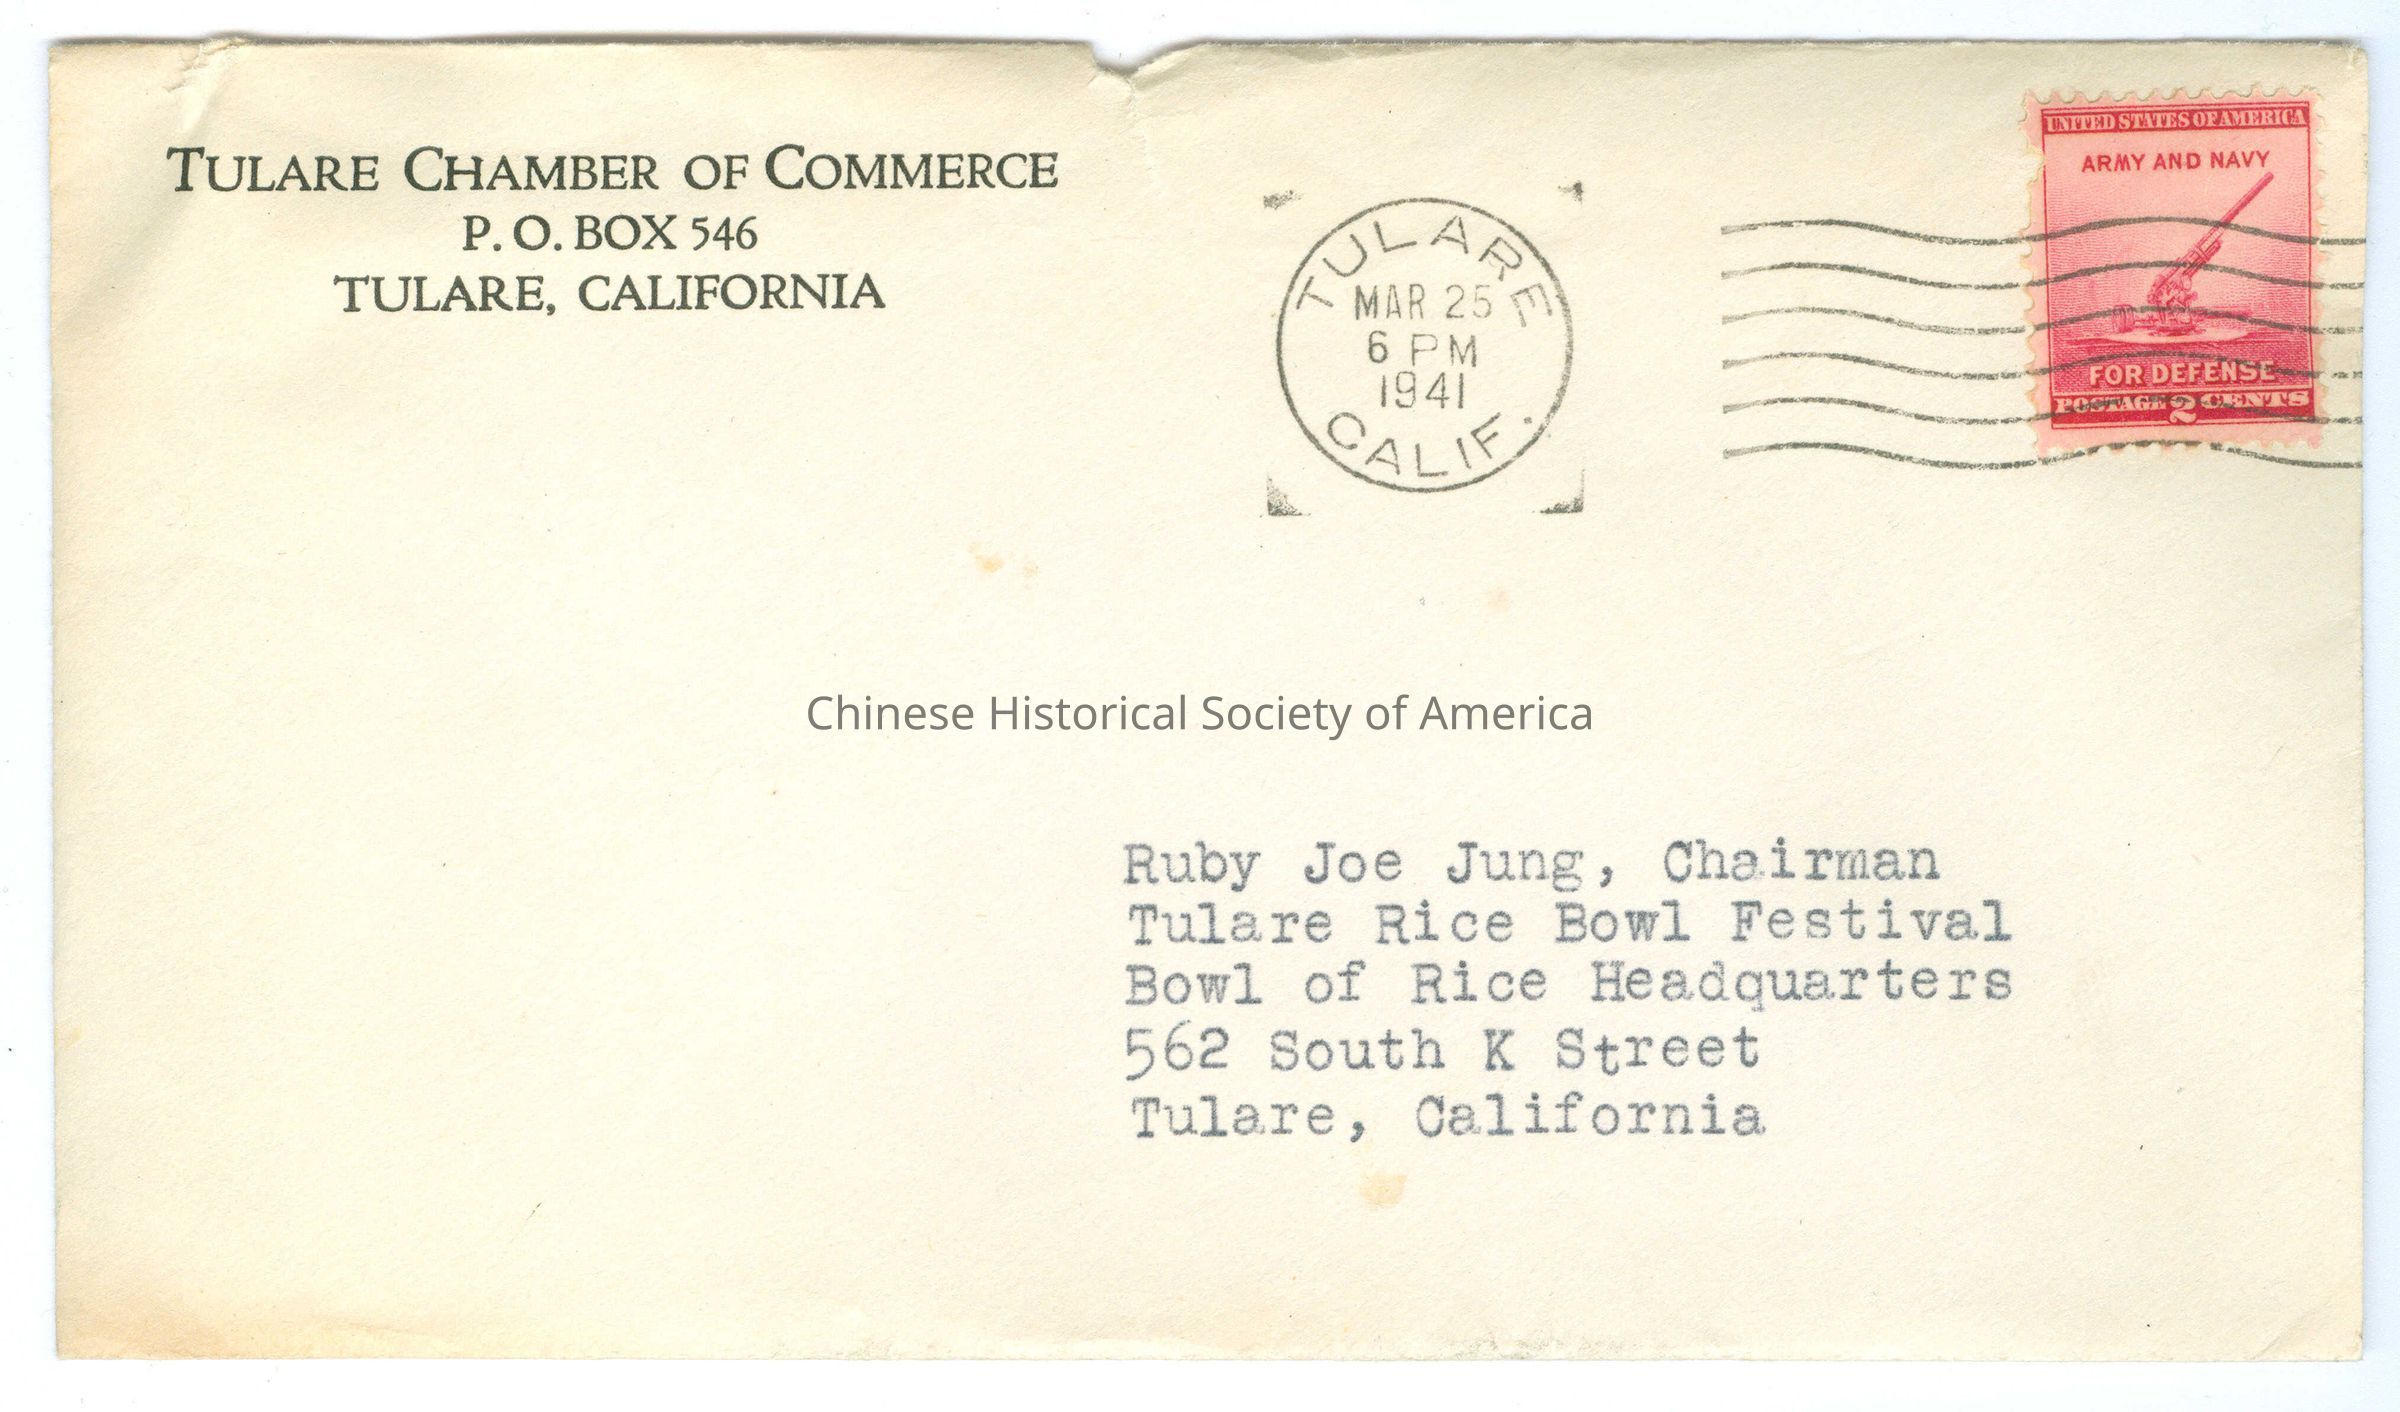 TULARE CHAMBER OF COMMERCE
P. O. BOX 546
TULARE, CALIFORNIA
TULARE
MAR 25
6 PM
1941
CALIF.
UNITED STATES OF AMERICA
ARMY AND NAVY
FOR DEFENSE
POSTAGE 2 CENTS
Chinese Historical Society of America
Ruby Joe Jung, Chairman
Tulare Rice Bowl Festival
Bowl of Rice Headquarters
562 South K Street
Tulare, California